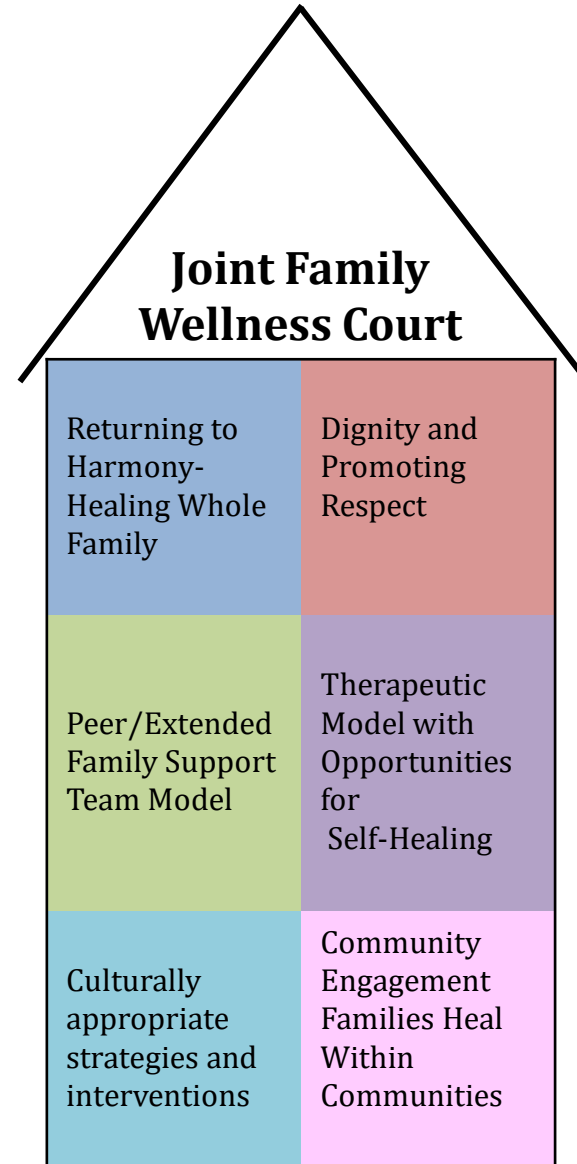 Joint Family
Wellness Court
Returning to
Harmony-
Healing Whole
Family
Dignity and
Promoting
Respect
Peer/Extended
Family Support
Team Model
Therapeutic
Model with
Opportunities
for
Self-Healing
Culturally
appropriate
strategies and
interventions
Community
Engagement
Families Heal
Within
Communities